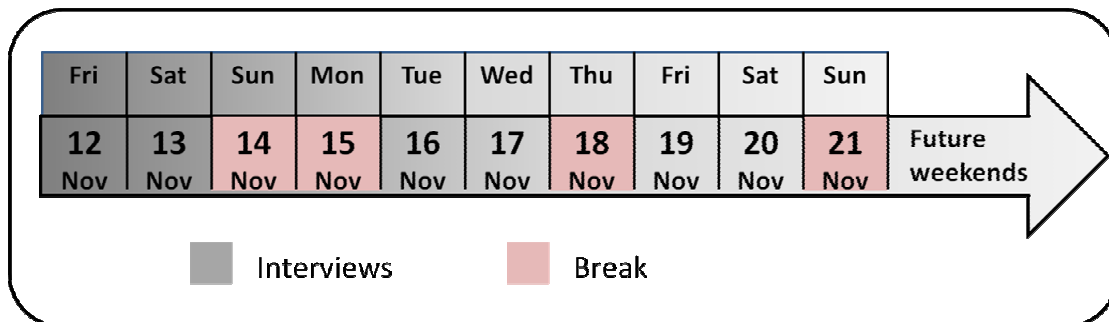 Fri Sat Sun Mon Tue Wed Thu Fri Sat Sun
12 13 14 15 16 17 18 19 20 21
Nov Nov Nov Nov Nov Nov Nov Nov Nov Nov
Future
weekends
Interviews Break